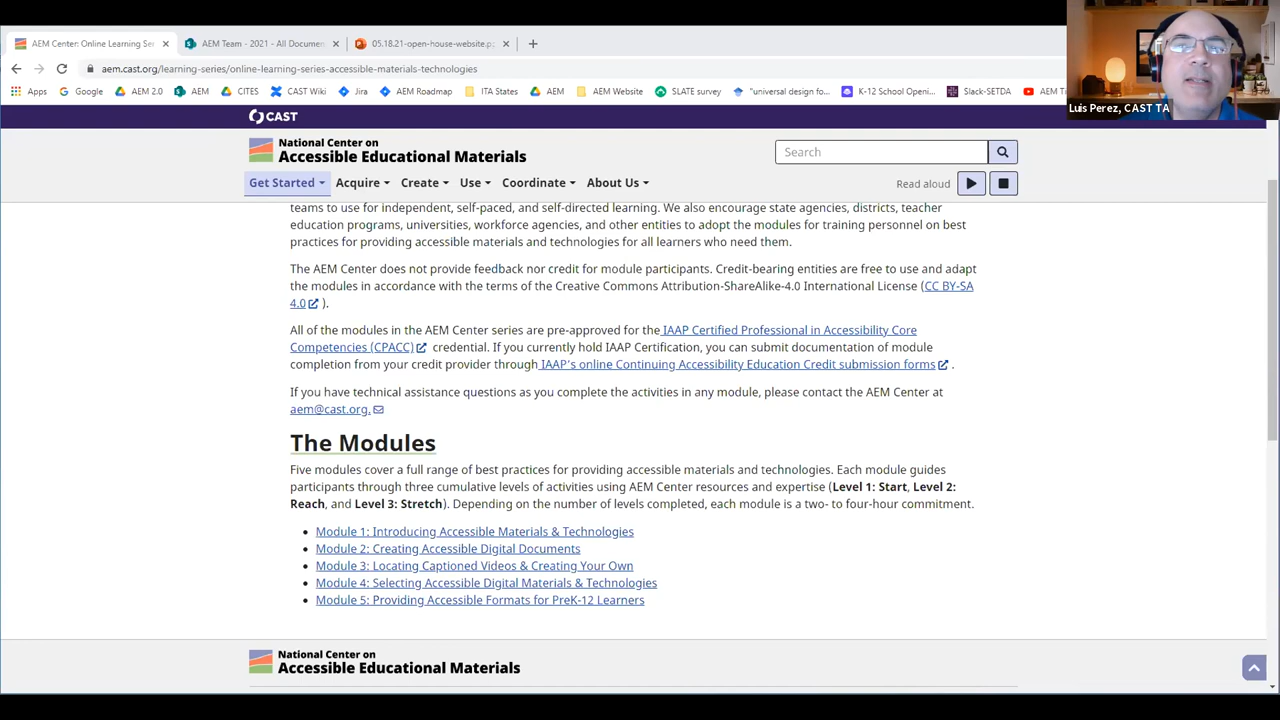 AEM Center: Online Learning Se
AEM Team - 2021 - All Documen
05.18.21-open-house-website.p
aem.cast.org/learning-series/online-learning-series-accessible-materials-technologies
Apps Google AEM 2.0 AEM CITES CAST Wiki Jira AEM Roadmap ITA States AEM AEM Website SLATE survey "universal design fo... K-12 School Openi... Slack-SETDA AEM Ti
Luis Perez, CAST TA
CAST
National Center on
Accessible Educational Materials
Search
Get Started Acquire Create Use Coordinate About Us
Read aloud
teams to use for independent, self-paced, and self-directed learning. We also encourage state agencies, districts, teacher
education programs, universities, workforce agencies, and other entities to adopt the modules for training personnel on best
practices for providing accessible materials and technologies for all learners who need them.
The AEM Center does not provide feedback nor credit for module participants. Credit-bearing entities are free to use and adapt
the modules in accordance with the terms of the Creative Commons Attribution-ShareAlike-4.0 International License (CC BY-SA
4.0 ).
All of the modules in the AEM Center series are pre-approved for the IAAP Certified Professional in Accessibility Core
Competencies (CPACC) credential. If you currently hold IAAP Certification, you can submit documentation of module
completion from your credit provider through IAAP's online Continuing Accessibility Education Credit submission forms .
If you have technical assistance questions as you complete the activities in any module, please contact the AEM Center at
aem@cast.org.
The Modules
Five modules cover a full range of best practices for providing accessible materials and technologies. Each module guides
participants through three cumulative levels of activities using AEM Center resources and expertise (Level 1: Start, Level 2:
Reach, and Level 3: Stretch). Depending on the number of levels completed, each module is a two- to four-hour commitment.
• Module 1: Introducing Accessible Materials & Technologies
• Module 2: Creating Accessible Digital Documents
• Module 3: Locating Captioned Videos & Creating Your Own
• Module 4: Selecting Accessible Digital Materials & Technologies
• Module 5: Providing Accessible Formats for PreK-12 Learners
National Center on
Accessible Educational Materials